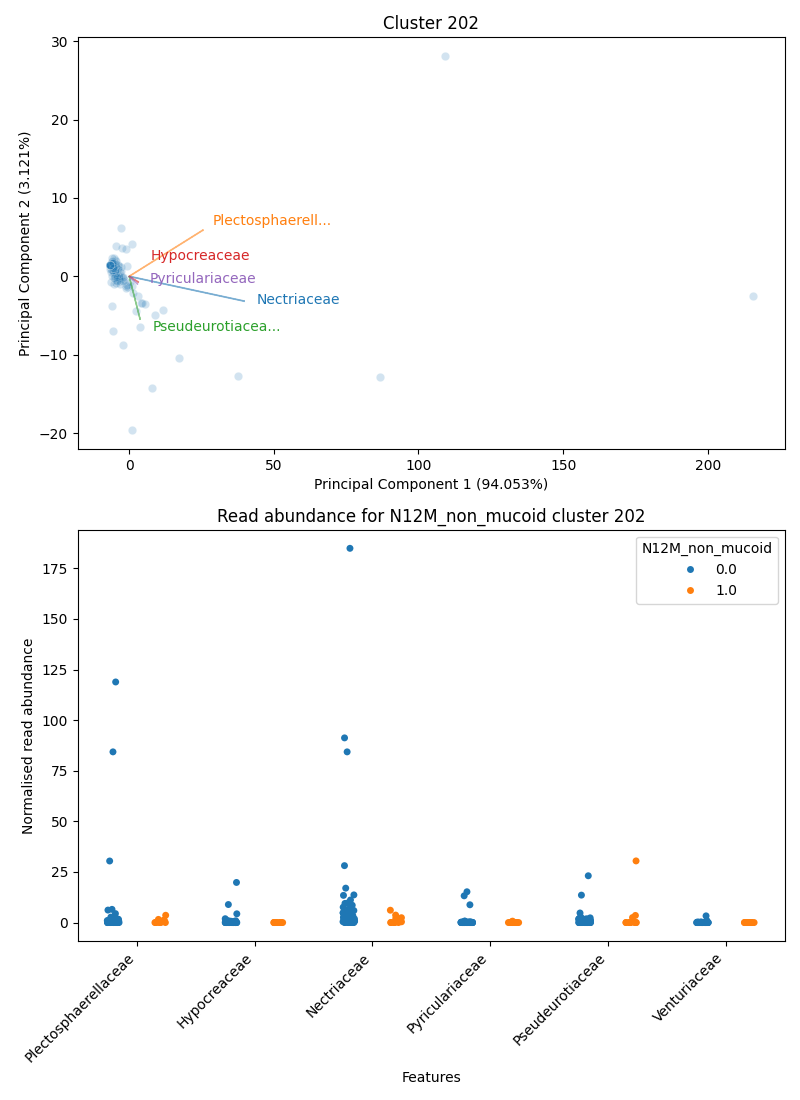 Cluster 202
Principal Component 2 (3.121%)
30
20
10
0
−10
−20
Plectosphaerell...
Hypocreaceae
Pyriculariaceae
Nectriaceae
Pseudeurotiacea...
0
50
100
150
200
Principal Component 1 (94.053%)
Read abundance for N12M_non_mucoid cluster 202
Normalised read abundance
175
150
125
100
75
50
25
0
N12M_non_mucoid
0.0
1.0
Plectosphaerellaceae
Hypocreaceae
Nectriaceae
Pyriculariaceae
Pseudeurotiaceae
Venturiaceae
Features